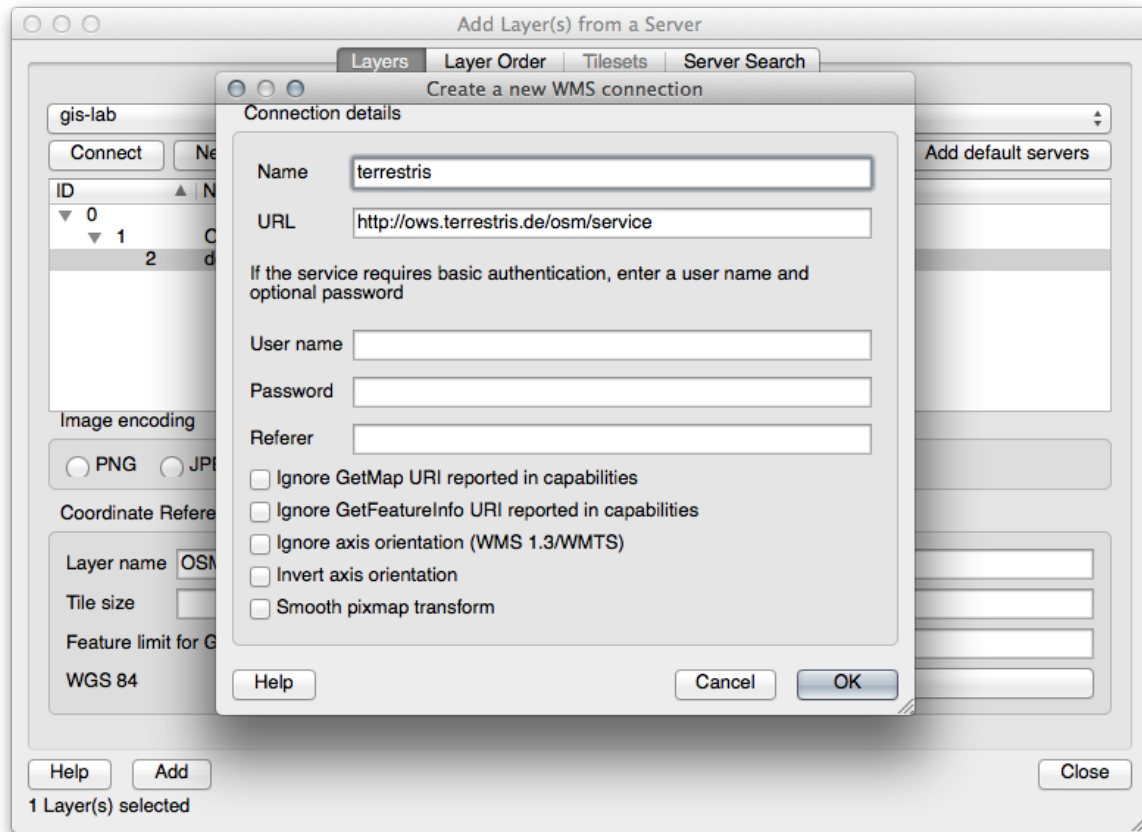 Add Layer(s) from a Server
Layers Layer Order Tilesets Server Search
Create a new WMS connection
gis-lab
Connection details
Connect Ne Add default servers
Name terrestris
ID N
0
URL http://ows.terrestris.de/osm/service
1 O
2 d
If the service requires basic authentication, enter a user name and
optional password
User name
Password
Image encoding
Referer
PNG JPE
Ignore GetMap URI reported in capabilities
Coordinate Refere
Ignore GetFeatureInfo URI reported in capabilities
Ignore axis orientation (WMS 1.3/WMTS)
Layer name OSM
Invert axis orientation
Tile size
Smooth pixmap transform
Feature limit for G
WGS 84
Help Cancel OK
Help Add Close
1 Layer(s) selected